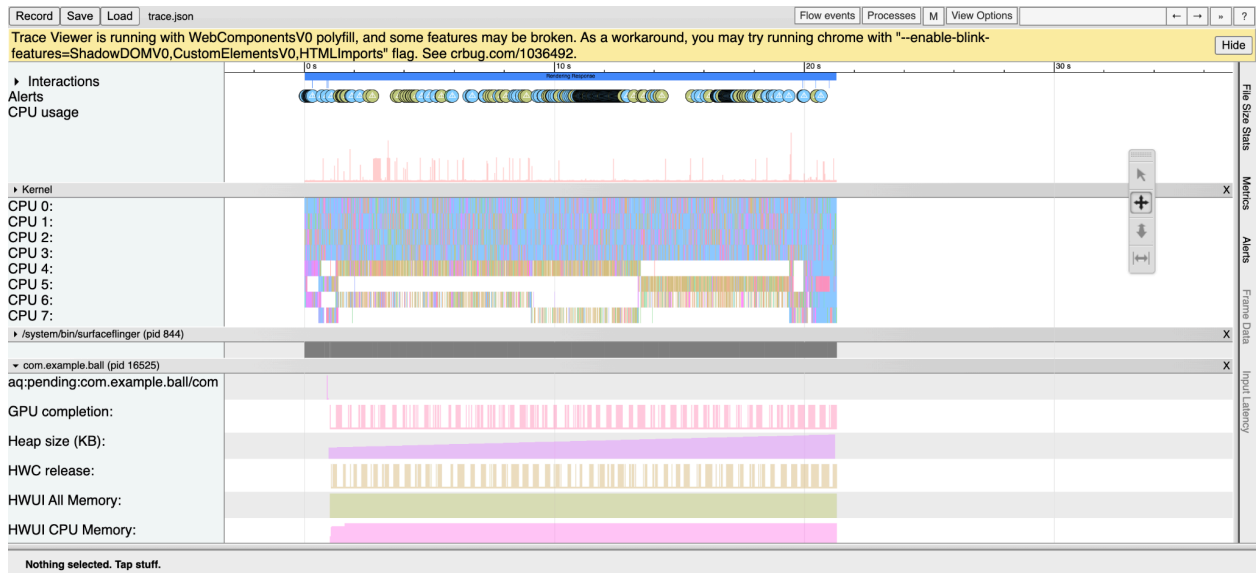 Record Save Load trace.json Flow events Processes M View Options ← → » ?
Trace Viewer is running with WebComponentsV0 polyfill, and some features may be broken. As a workaround, you may try running chrome with "--enable-blink-
features=ShadowDOMV0,CustomElementsV0,HTMLImports" flag. See crbug.com/1036492.
Hide
0 s 10 s 20 s 30 s
Interactions
Rendering Response
Alerts
CPU usage
Kernel X
CPU 0:
CPU 1:
CPU 2:
CPU 3:
CPU 4:
CPU 5:
CPU 6:
CPU 7:
/system/bin/surfaceflinger (pid 844) X
com.example.ball (pid 16525) X
aq:pending:com.example.ball/com
GPU completion:
Heap size (KB):
HWC release:
HWUI All Memory:
HWUI CPU Memory:
Nothing selected. Tap stuff.
File Size Stats
Metrics
Alerts
Frame Data
Input Latency